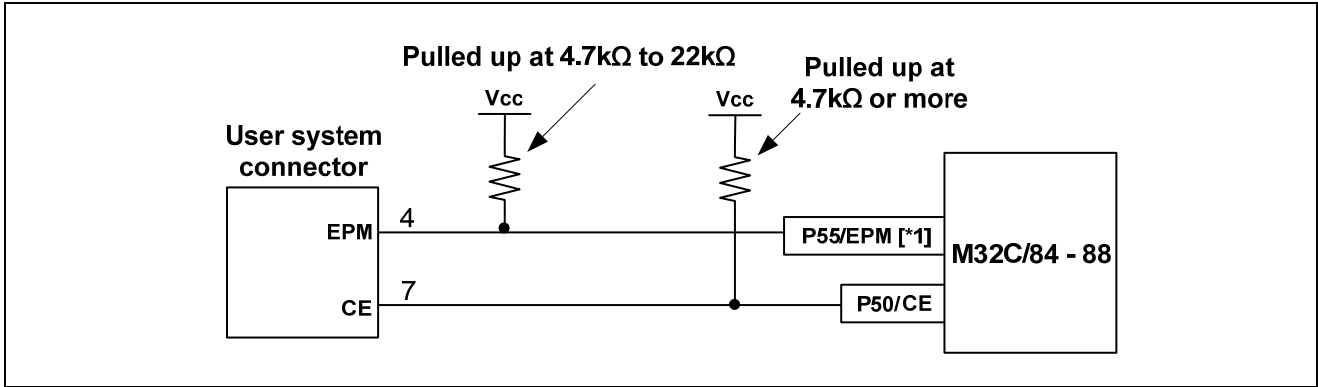 Pulled up at 4.7kΩ to 22kΩ
Pulled up at
4.7kΩ or more
Vcc
Vcc
User system
connector
EPM
4
P55/EPM [*1]
M32C/84 - 88
CE
7
P50/CE